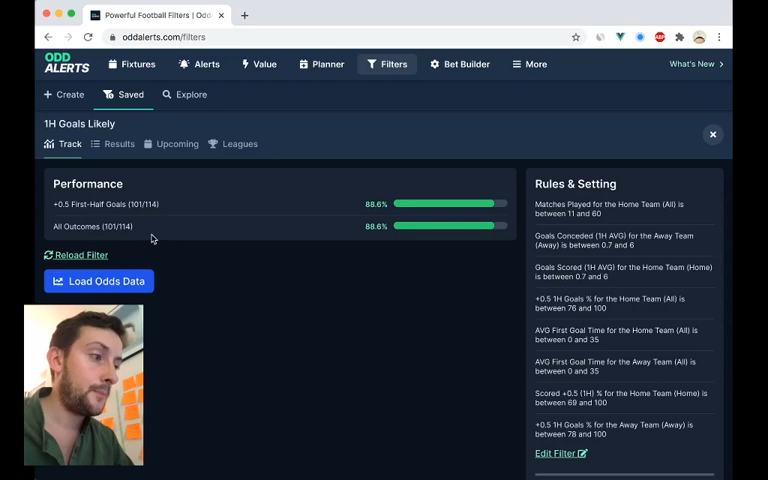 Powerful Football Filters | Odd
oddalerts.com/filters
ABP
ODD ALERTS
Fixtures
Alerts
Value
Planner
Filters
Bet Builder
More
What's New
Create
Saved
Explore
1H Goals Likely
Track
Results
Upcoming
Leagues
Performance
+0.5 First-Half Goals (101/114)
88.6%
All Outcomes (101/114)
88.6%
Reload Filter
Load Odds Data
Rules & Setting
Matches Played for the Home Team (All) is
between 11 and 60
Goals Conceded (1H AVG) for the Away Team
(Away) is between 0.7 and 6
Goals Scored (1H AVG) for the Home Team (Home)
is between 0.7 and 6
+0.5 1H Goals % for the Home Team (All) is
between 76 and 100
AVG First Goal Time for the Home Team (All) is
between 0 and 35
AVG First Goal Time for the Away Team (All) is
between 0 and 35
Scored +0.5 (1H) % for the Home Team (Home) is
between 69 and 100
+0.5 1H Goals % for the Away Team (Away) is
between 78 and 100
Edit Filter